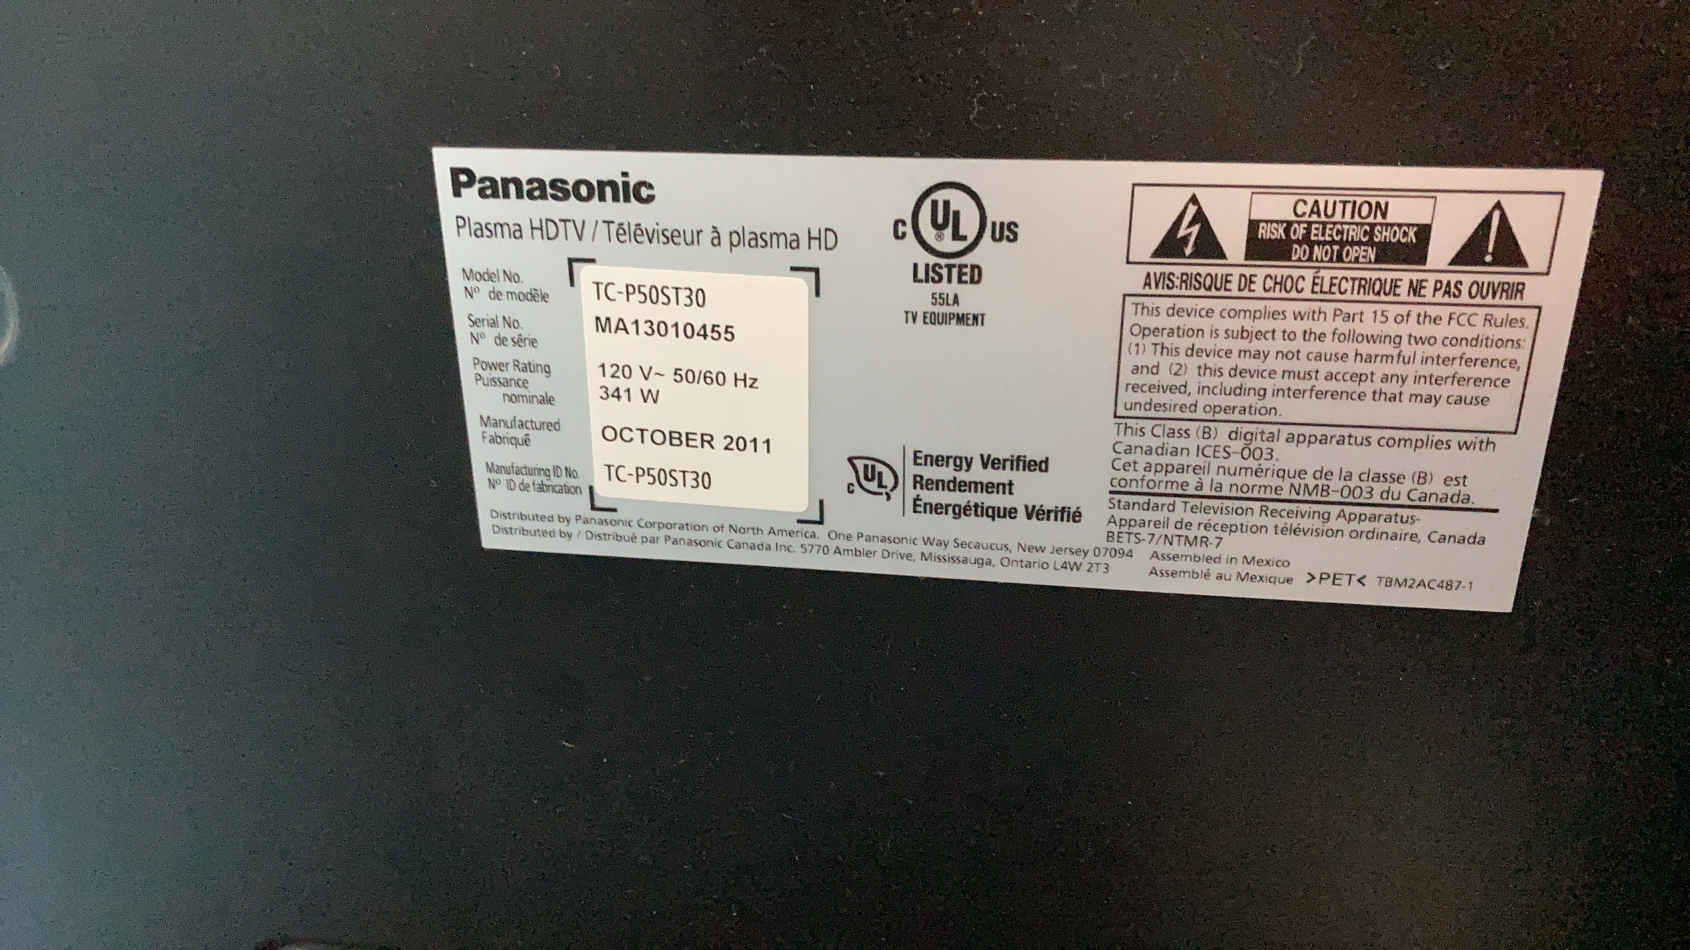 Panasonic
Plasma HDTV / Téléviseur à plasma HD
Model No.
Nº de modèle
TC-P50ST30
Serial No.
Nº de série
MA13010455
Power Rating
Puissance
nominale
120 V~ 50/60 Hz
341 W
Manufactured
Fabriqué
OCTOBER 2011
Manufacturing ID No.
Nº ID de fabrication
TC-P50ST30
C UL ® US
LISTED
55LA
TV EQUIPMENT
c UL
Energy Verified
Rendement
Énergétique Vérifié
CAUTION
RISK OF ELECTRIC SHOCK
DO NOT OPEN
AVIS:RISQUE DE CHOC ÉLECTRIQUE NE PAS OUVRIR
This device complies with Part 15 of the FCC Rules.
Operation is subject to the following two conditions:
(1) This device may not cause harmful interference,
and (2) this device must accept any interference
received, including interference that may cause
undesired operation.
This Class (B) digital apparatus complies with
Canadian ICES-003.
Cet appareil numérique de la classe (B) est
conforme à la norme NMB-003 du Canada.
Standard Television Receiving Apparatus-
Appareil de réception télévision ordinaire, Canada
BETS-7/NTMR-7
Distributed by Panasonic Corporation of North America. One Panasonic Way Secaucus, New Jersey 07094
Distributed by / Distribué par Panasonic Canada Inc. 5770 Ambler Drive, Mississauga, Ontario L4W 2T3
Assembled in Mexico
Assemblé au Mexique >PET< TBM2AC487-1